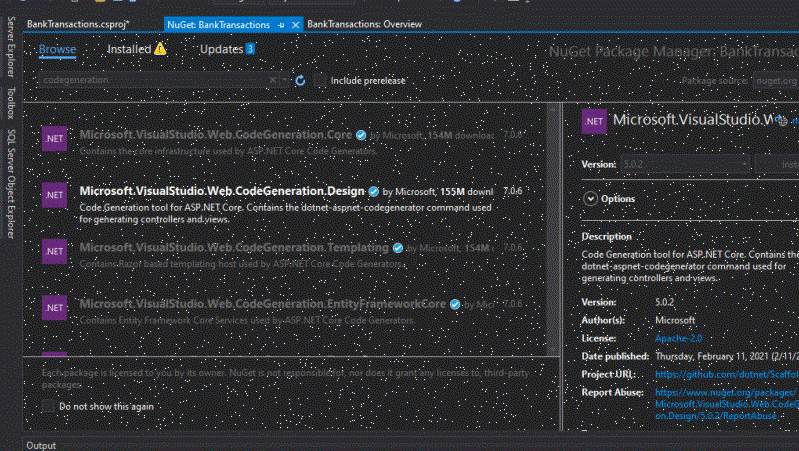 BankTransactions.csproj*
NuGet: BankTransactions
BankTransactions: Overview
Server Explorer
Toolbox
SQL Server Object Explorer
Browse
Installed
Updates 3
NuGet Package Manager: BankTransac
codegeneration
Include prerelease
Package source: nuget.org
.NET
Microsoft.VisualStudio.Web.CodeGeneration.Core by Microsoft, 154M downloac 7.0.6
Contains the core infrastructure used by ASP.NET Core Code Generators.
.NET
Microsoft.VisualStudio.Web.CodeGeneration.Design by Microsoft, 155M downl 7.0.6
Code Generation tool for ASP.NET Core. Contains the dotnet-aspnet-codegenerator command used
for generating controllers and views.
.NET
Microsoft.VisualStudio.Web.CodeGeneration.Templating by Microsoft, 154M 7.0.6
Contains Razor based templating host used by ASP.NET Core Code Generators.
.NET
Microsoft.VisualStudio.Web.CodeGeneration.EntityFrameworkCore by Mic 7.0.6
Contains Entity Framework Core Services used by ASP.NET Core Code Generators.
Each package is licensed to you by its owner. NuGet is not responsible for, nor does it grant any licenses to, third-party
packages.
Do not show this again
.NET
Microsoft.VisualStudio.W
Version: 5.0.2
Inst
Options
Description
Code Generation tool for ASP.NET Core. Contains the
dotnet-aspnet-codegenerator command used for
generating controllers and views.
Version: 5.0.2
Author(s): Microsoft
License: Apache-2.0
Date published: Thursday, February 11, 2021 (2/11/2
Project URL: https://github.com/dotnet/Scaffol
Report Abuse: https://www.nuget.org/packages/
Microsoft.VisualStudio.Web.CodeG
on.Design/5.0.2/ReportAbuse
Output